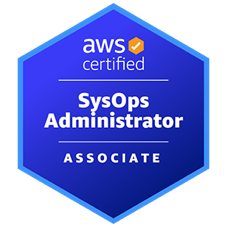 aws
certified
SysOps
Administrator
ASSOCIATE